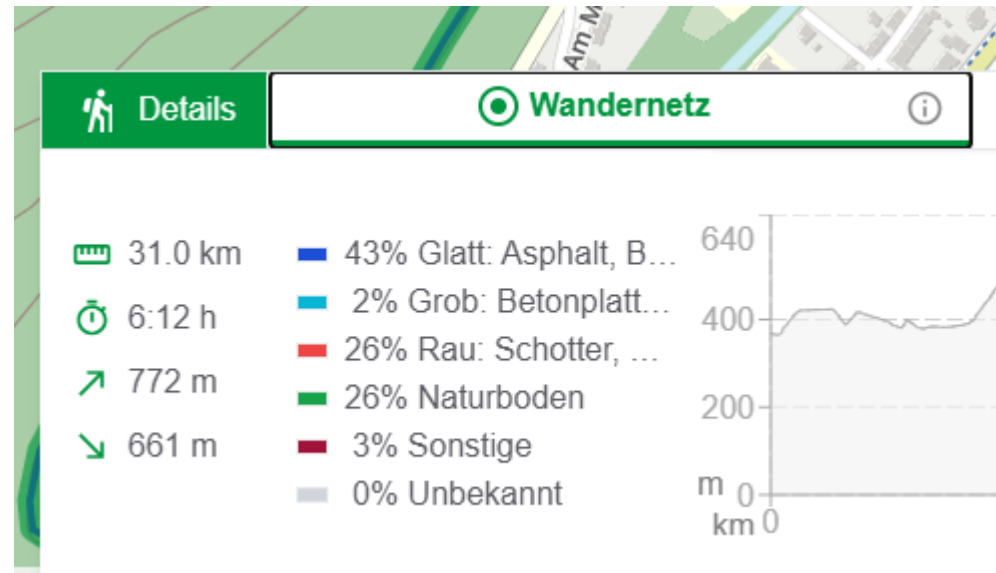 Am M
Details
Wandernetz
31.0 km
6:12 h
772 m
661 m
43% Glatt: Asphalt, B...
2% Grob: Betonplatt...
26% Rau: Schotter, ...
26% Naturboden
3% Sonstige
0% Unbekannt
640
400
200
m 0
km 0